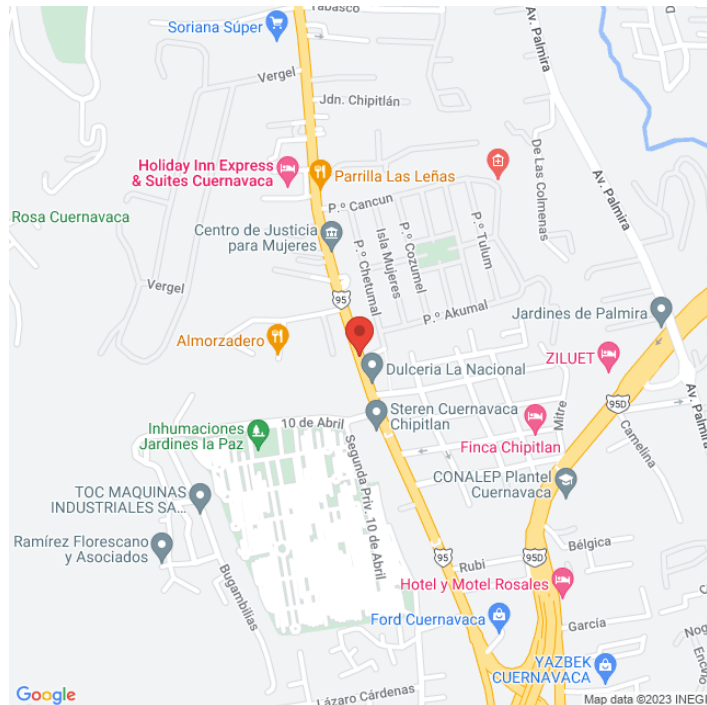 Tabasco
Soriana Súper
Av. Palmira
Vergel
Jdn. Chipitlán
De Las Colmenas
Holiday Inn Express
& Suites Cuernavaca
Parrilla Las Leñas
Av. Palmira
P.º Cancun
Rosa Cuernavaca
Centro de Justicia
para Mujeres
P.º Chetumal
Isla Mujeres
P.º Cozumel
P.º Tulum
Vergel
95
P.º Akumal
Jardines de Palmira
Almorzadero
ZILUET
Dulceria La Nacional
95D
Av. Palmira
10 de Abril
Steren Cuernavaca
Chipitlan
Mitre
Camelina
Inhumaciones
Jardines la Paz
Finca Chipitlan
Segunda Priv. 10 de Abril
CONALEP Plantel
Cuernavaca
TOC MAQUINAS
INDUSTRIALES SA...
Ramírez Florescano
y Asociados
Bélgica
95
95D
Rubi
Bugambilias
Hotel y Motel Rosales
Ford Cuernavaca
García
YAZBEK
CUERNAVACA
Lázaro Cárdenas
Google
Map data ©2023 INEGI